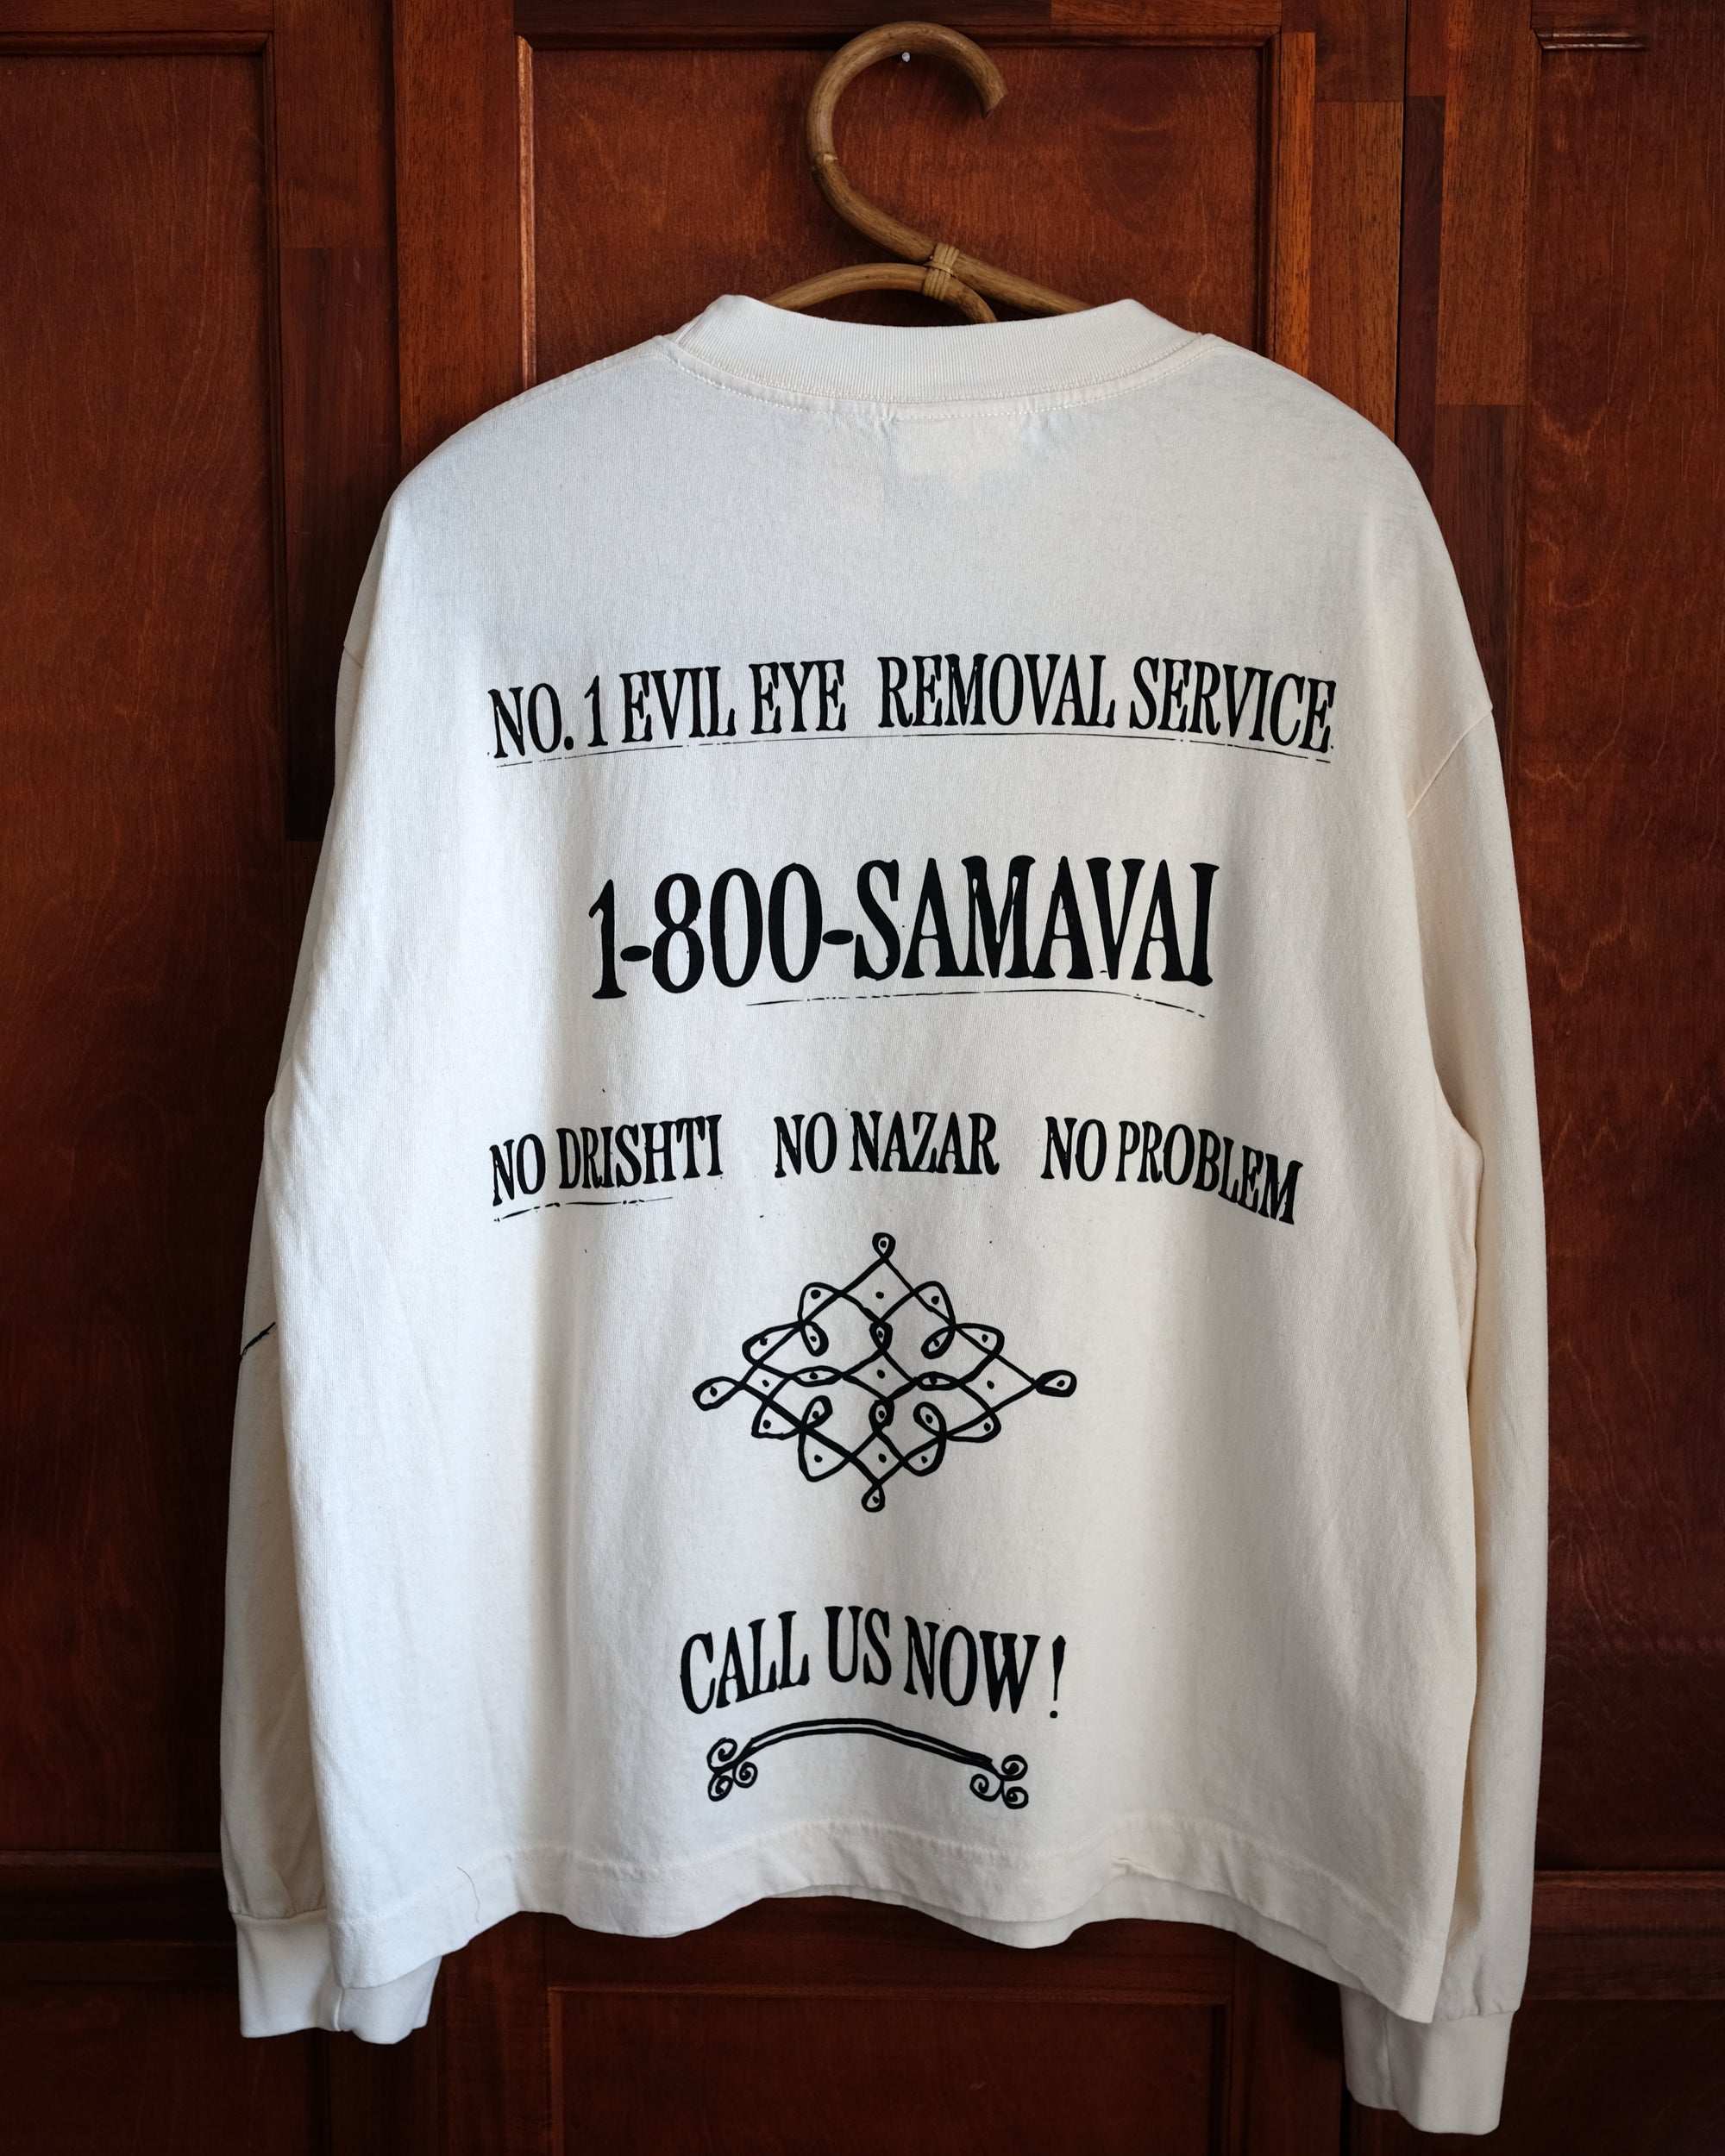 NO. 1 EVIL EYE REMOVAL SERVICE
1-800-SAMAVAI
NO DRISHTI NO NAZAR NO PROBLEM
CALL US NOW!